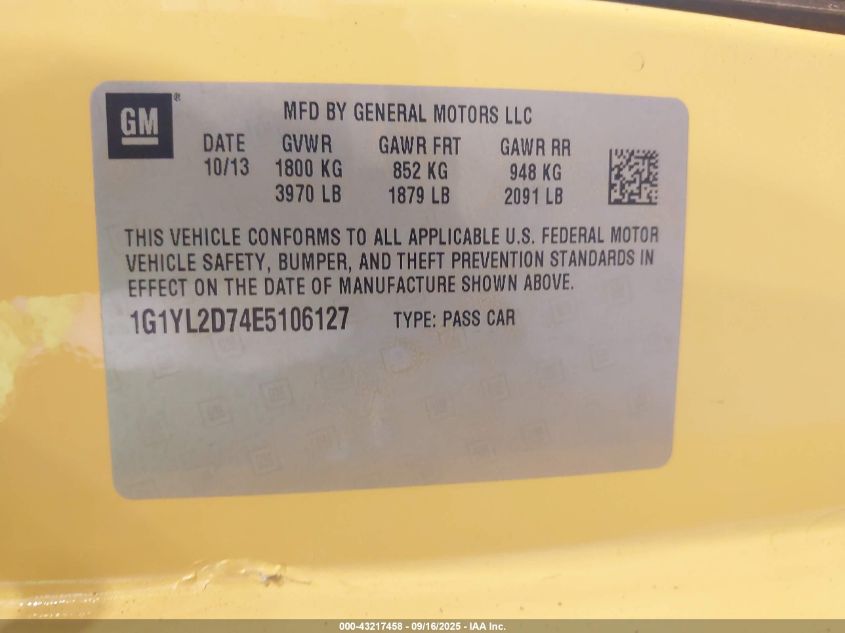 GM®
MFD BY GENERAL MOTORS LLC
DATE GVWR GAWR FRT GAWR RR
10/13 1800 KG 852 KG 948 KG
3970 LB 1879 LB 2091 LB
THIS VEHICLE CONFORMS TO ALL APPLICABLE U.S. FEDERAL MOTOR
VEHICLE SAFETY, BUMPER, AND THEFT PREVENTION STANDARDS IN
EFFECT ON THE DATE OF MANUFACTURE SHOWN ABOVE.
1G1YL2D74E5106127 TYPE: PASS CAR
000-43217458 - 09/16/2025 - IAA Inc.